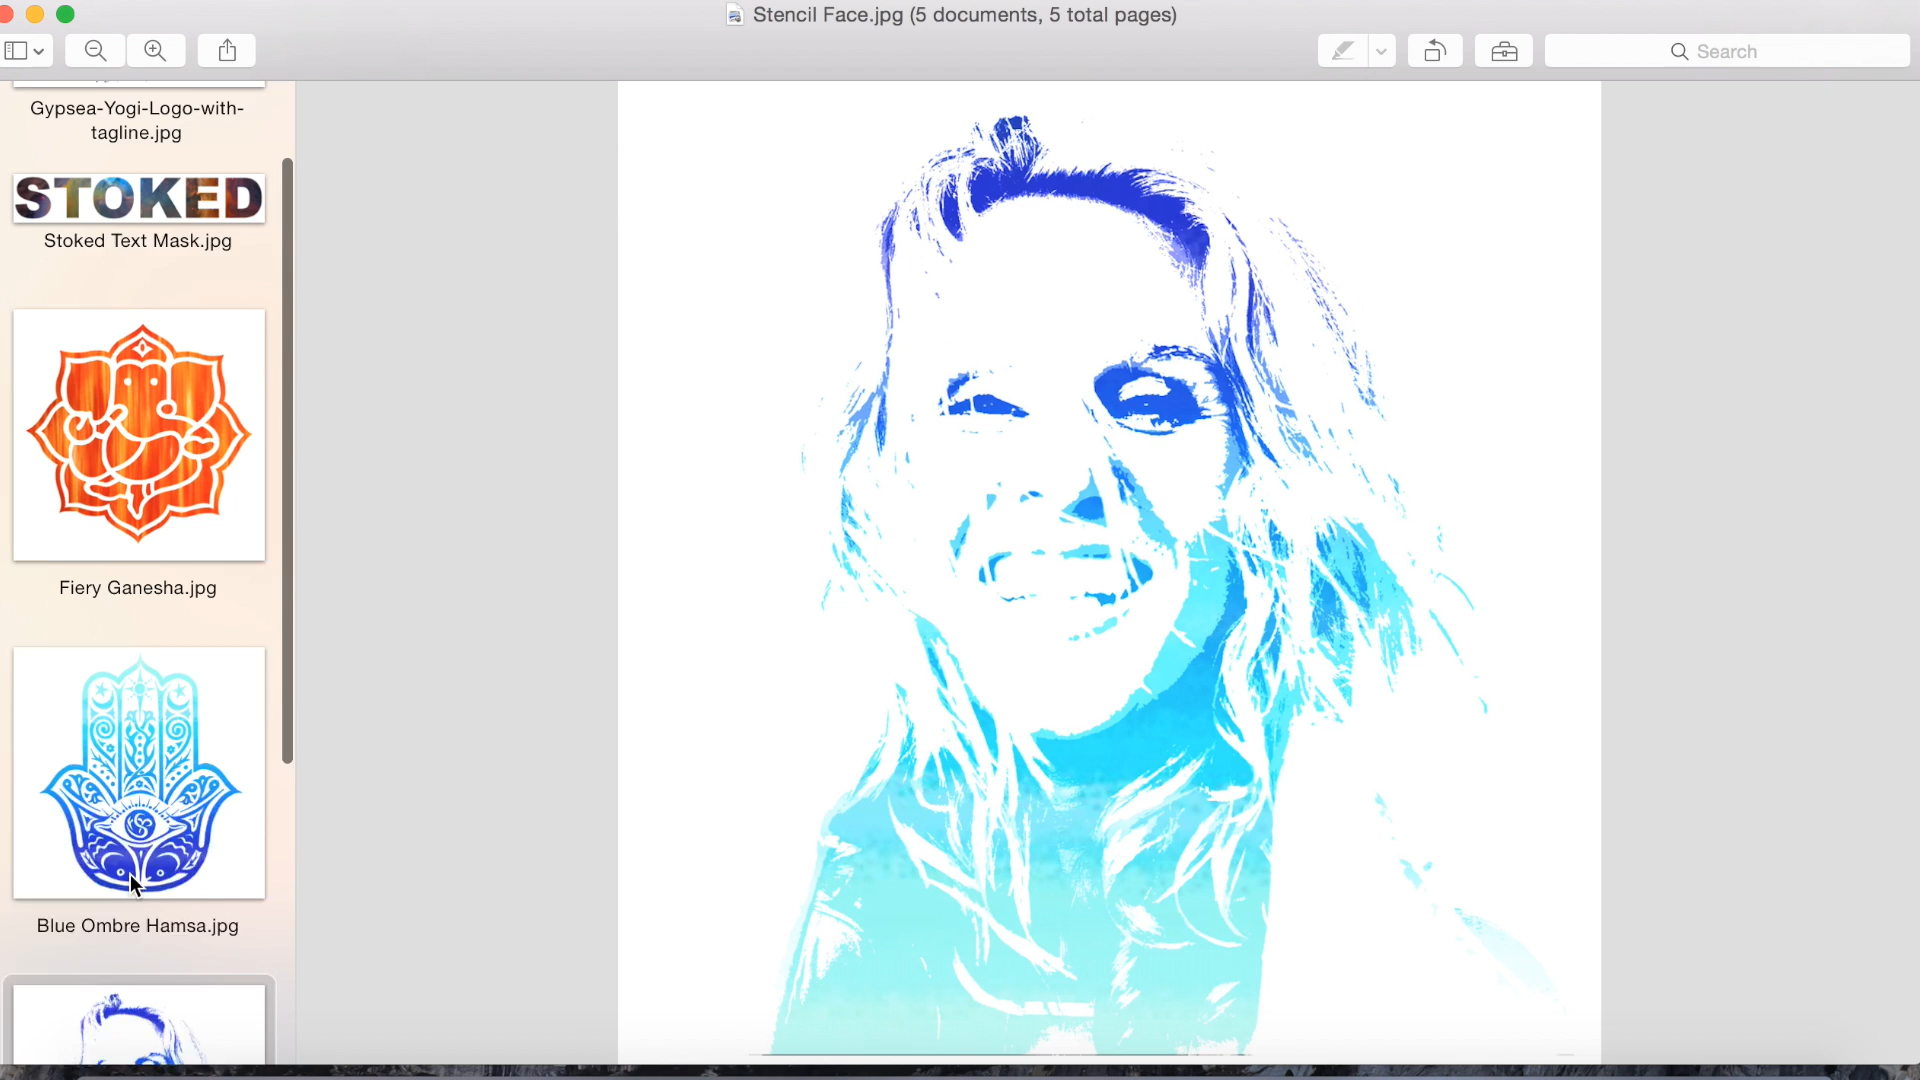 Stencil Face.jpg (5 documents, 5 total pages)
Search
Gypsea-Yogi-Logo-with-
tagline.jpg
STOKED
Stoked Text Mask.jpg
Fiery Ganesha.jpg
Blue Ombre Hamsa.jpg